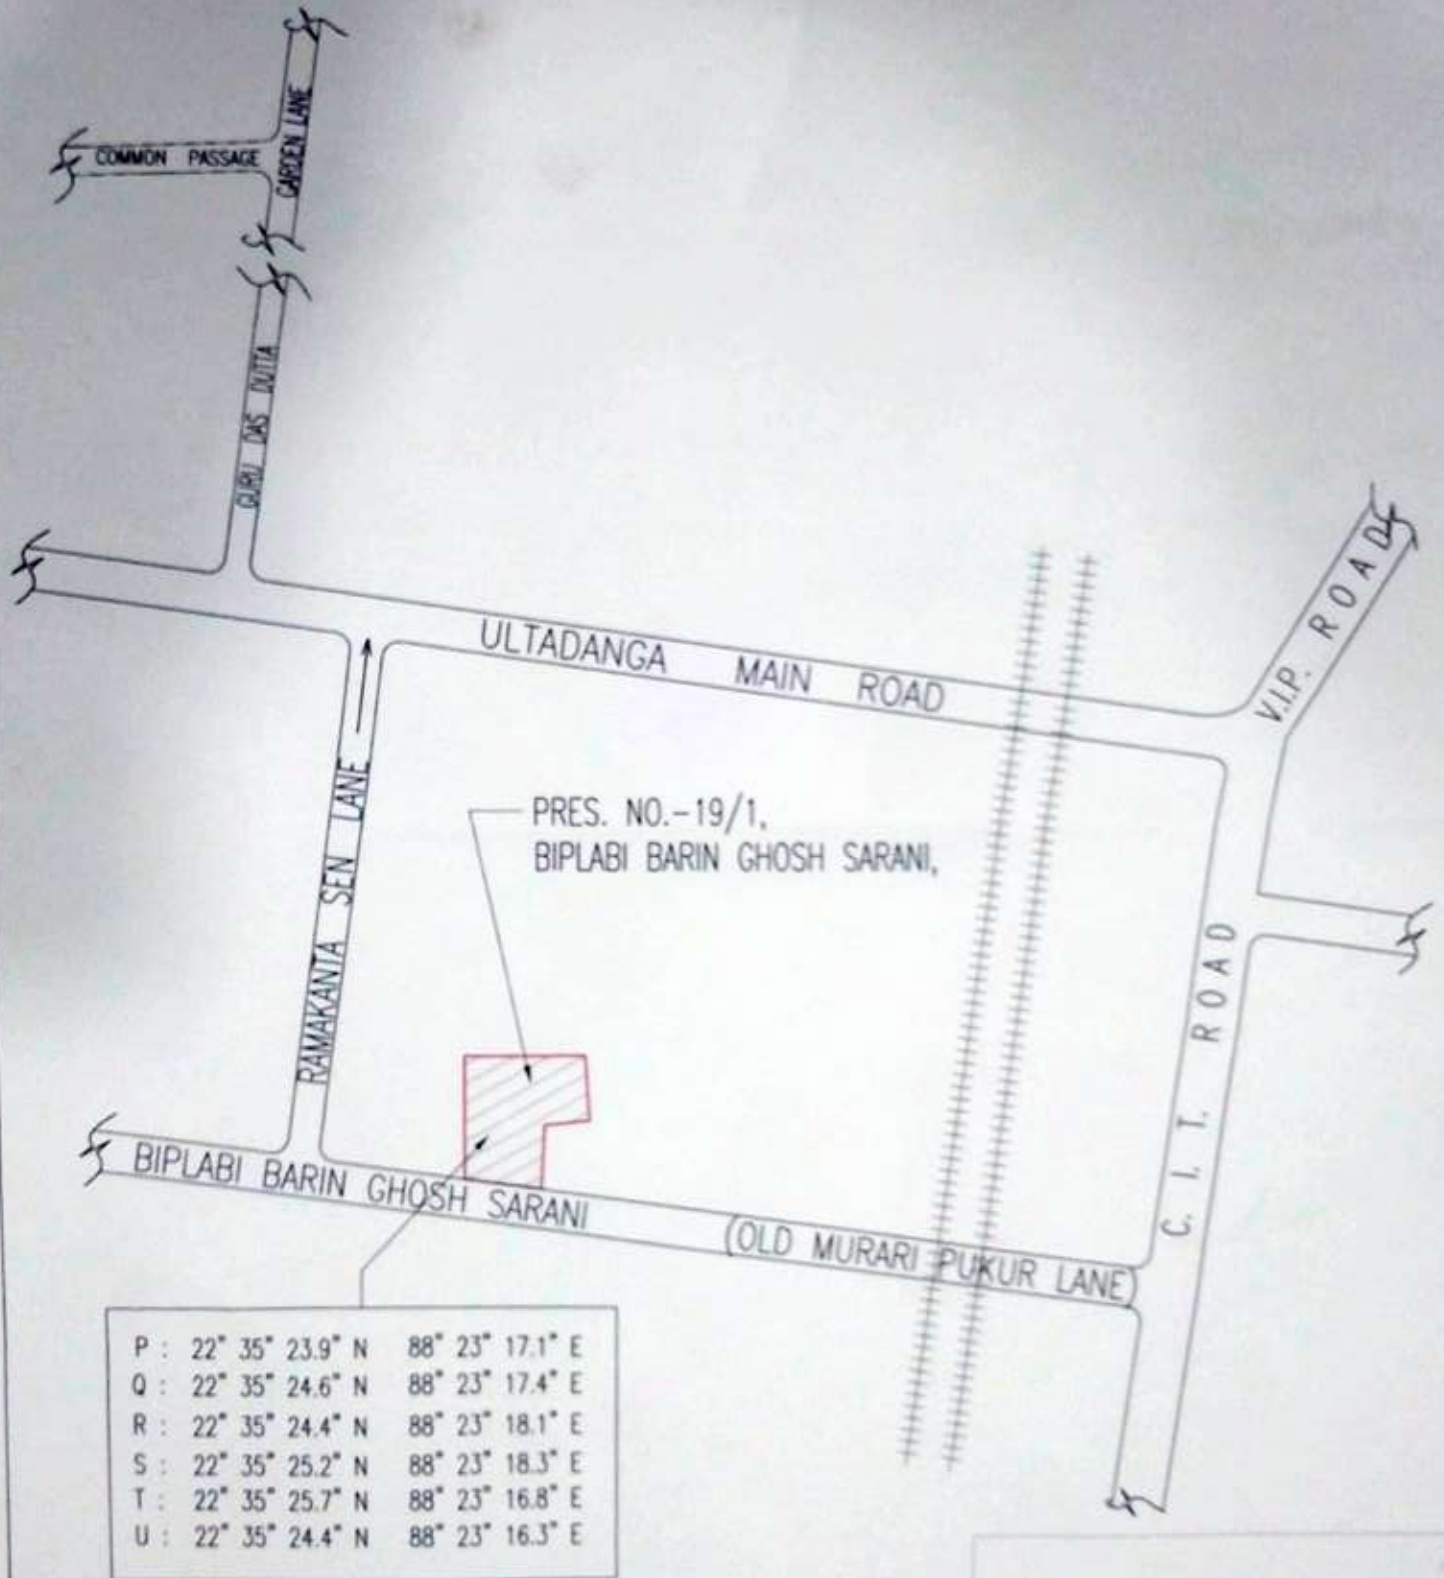 COMMON PASSAGE
GARDEN LANE
GURU DAS DUTTA
ULTADANGA MAIN ROAD
V.I.P. ROAD
PRES. NO.-19/1,
BIPLABI BARIN GHOSH SARANI,
RAMAKANTA SEN LANE
C. I. T. ROAD
BIPLABI BARIN GHOSH SARANI (OLD MURARI PUKUR LANE)
P : 22° 35" 23.9" N 88° 23" 17.1" E
Q : 22° 35" 24.6" N 88° 23" 17.4" E
R : 22° 35" 24.4" N 88° 23" 18.1" E
S : 22° 35" 25.2" N 88° 23" 18.3" E
T : 22° 35" 25.7" N 88° 23" 16.8" E
U : 22° 35" 24.4" N 88° 23" 16.3" E